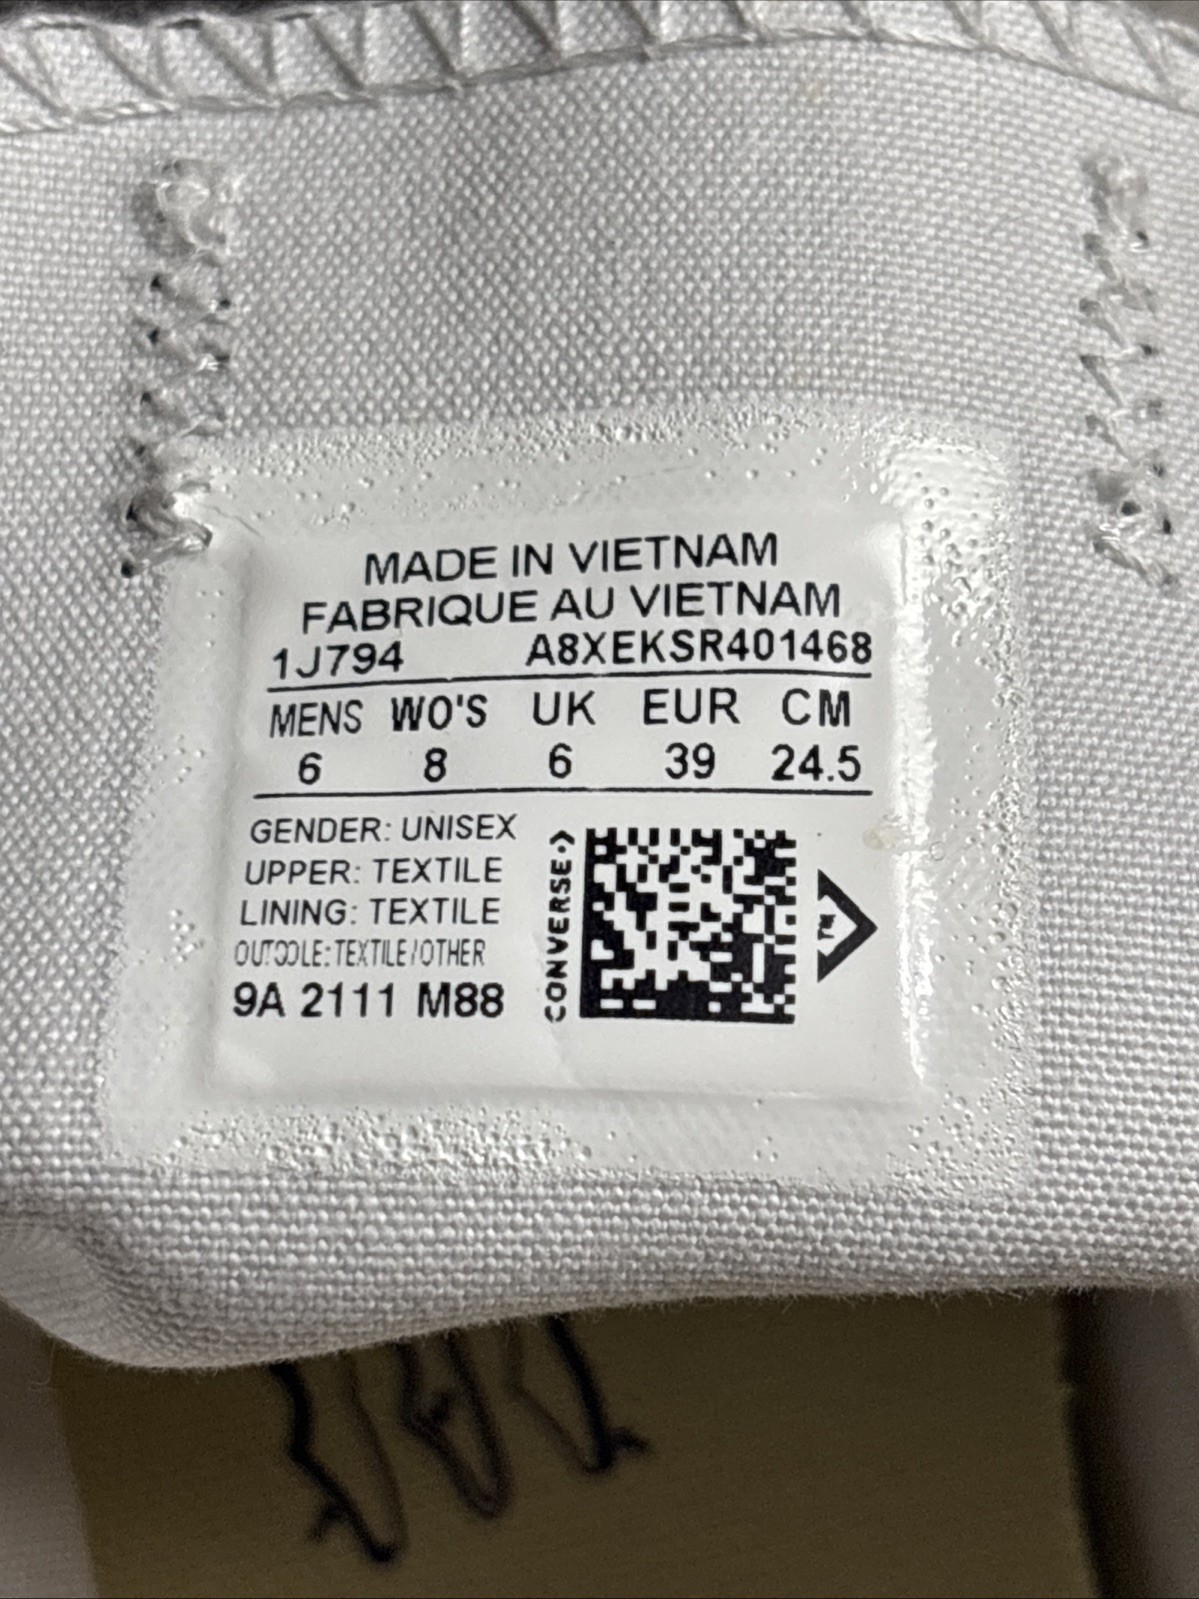 MADE IN VIETNAM
FABRIQUE AU VIETNAM
1J794 A8XEKSR401468
MENS WO'S UK EUR CM
6 8 6 39 24.5
GENDER: UNISEX
UPPER: TEXTILE
LINING: TEXTILE
OUTSOLE: TEXTILE/OTHER
9A 2111 M88
CONVERSE
TM